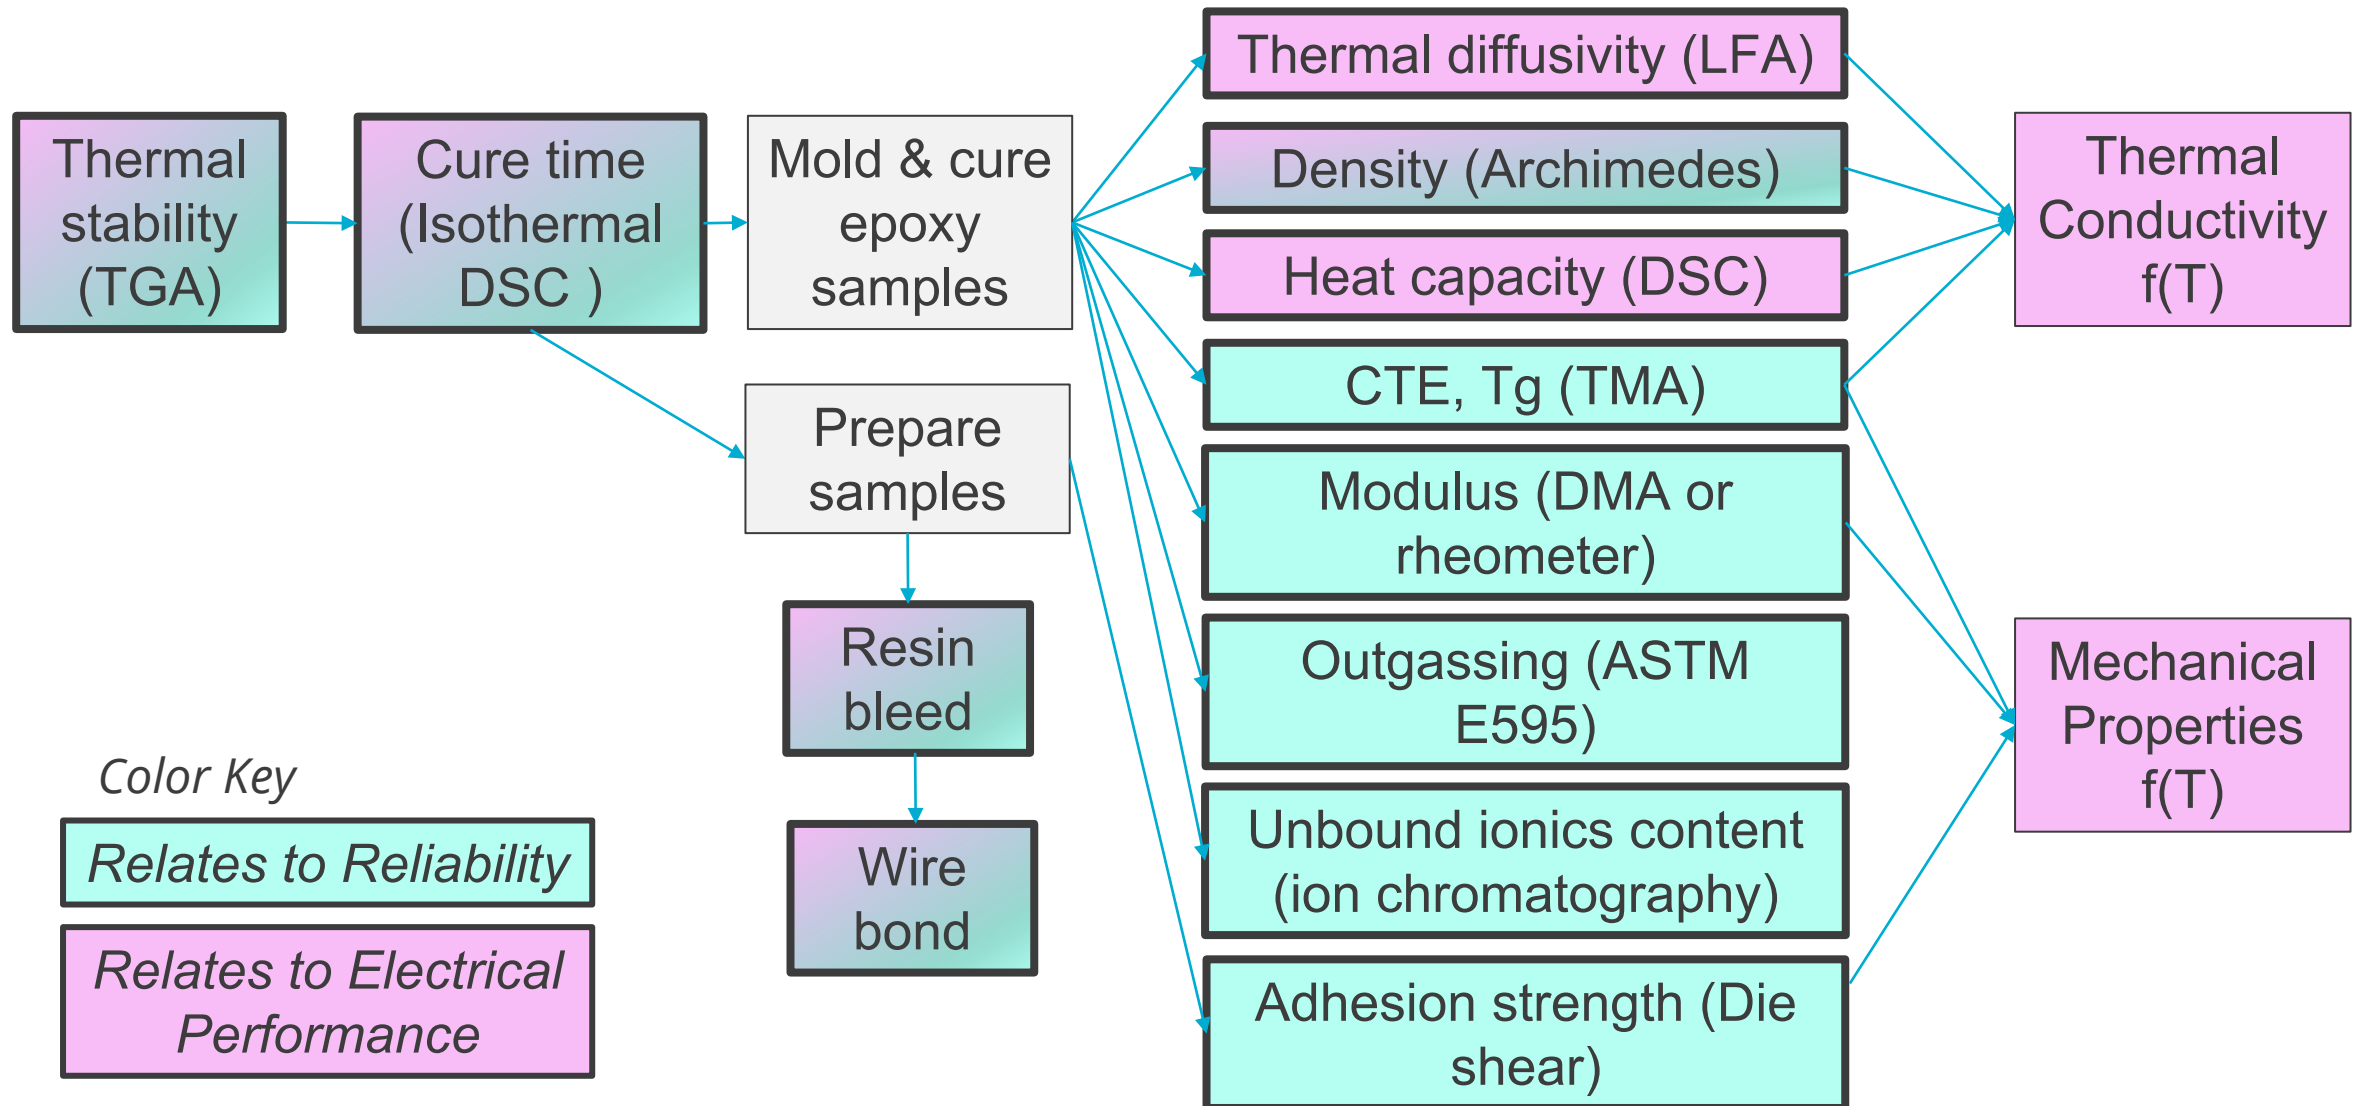 Thermal
stability
(TGA)
Cure time
(Isothermal
DSC )
Mold & cure
epoxy
samples
Prepare
samples
Resin
bleed
Wire
bond
Thermal diffusivity (LFA)
Density (Archimedes)
Heat capacity (DSC)
CTE, Tg (TMA)
Modulus (DMA or
rheometer)
Outgassing (ASTM
E595)
Unbound ionics content
(ion chromatography)
Adhesion strength (Die
shear)
Thermal
Conductivity
f(T)
Mechanical
Properties
f(T)
Color Key
Relates to Reliability
Relates to Electrical
Performance